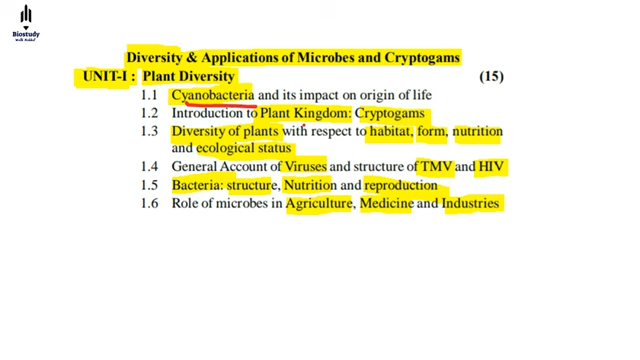 Biostudy
Diversity & Applications of Microbes and Cryptogams
UNIT-I : Plant Diversity (15)
1.1 Cyanobacteria and its impact on origin of life
1.2 Introduction to Plant Kingdom: Cryptogams
1.3 Diversity of plants with respect to habitat, form, nutrition
and ecological status
1.4 General Account of Viruses and structure of TMV and HIV
1.5 Bacteria: structure, Nutrition and reproduction
1.6 Role of microbes in Agriculture, Medicine and Industries